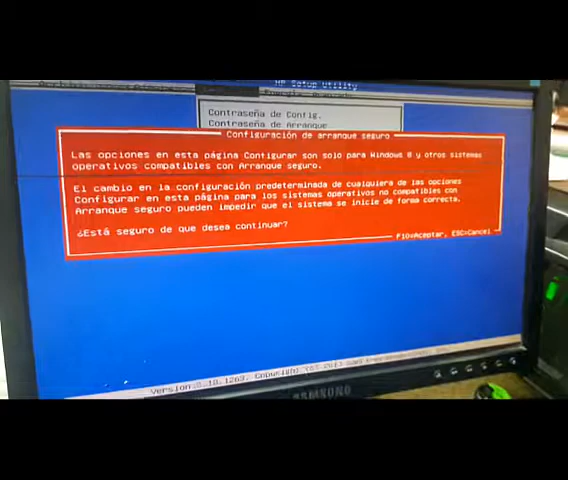 HP Setup Utility
Contraseña de Config.
Contraseña de Arranque
Configuración de arranque seguro
Las opciones en esta página Configurar son solo para Windows 8 y otros sistemas
operativos compatibles con Arranque seguro.
El cambio en la configuración predeterminada de cualquiera de las opciones
Configurar en esta página para los sistemas operativos no compatibles con
Arranque seguro pueden impedir que el sistema se inicie de forma correcta.
¿Está seguro de que desea continuar?
F10=Aceptar, ESC=Cancel
SAMSUNG